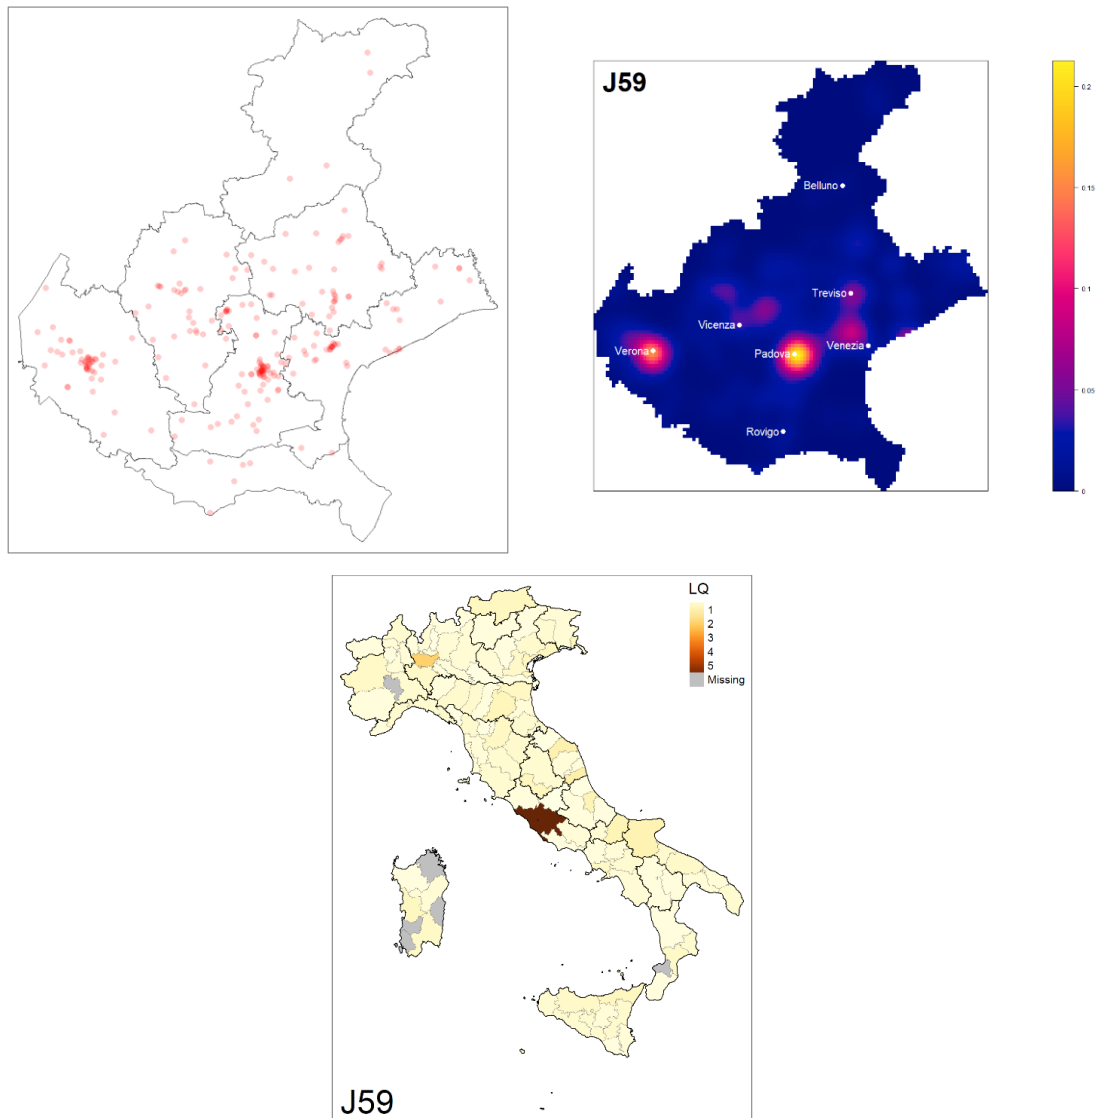 J59
0.2
Belluno
0.15
Treviso
0.1
Vicenza
Venezia
Verona
Padova
0.05
Rovigo
0
LQ
1
2
3
4
5
Missing
J59